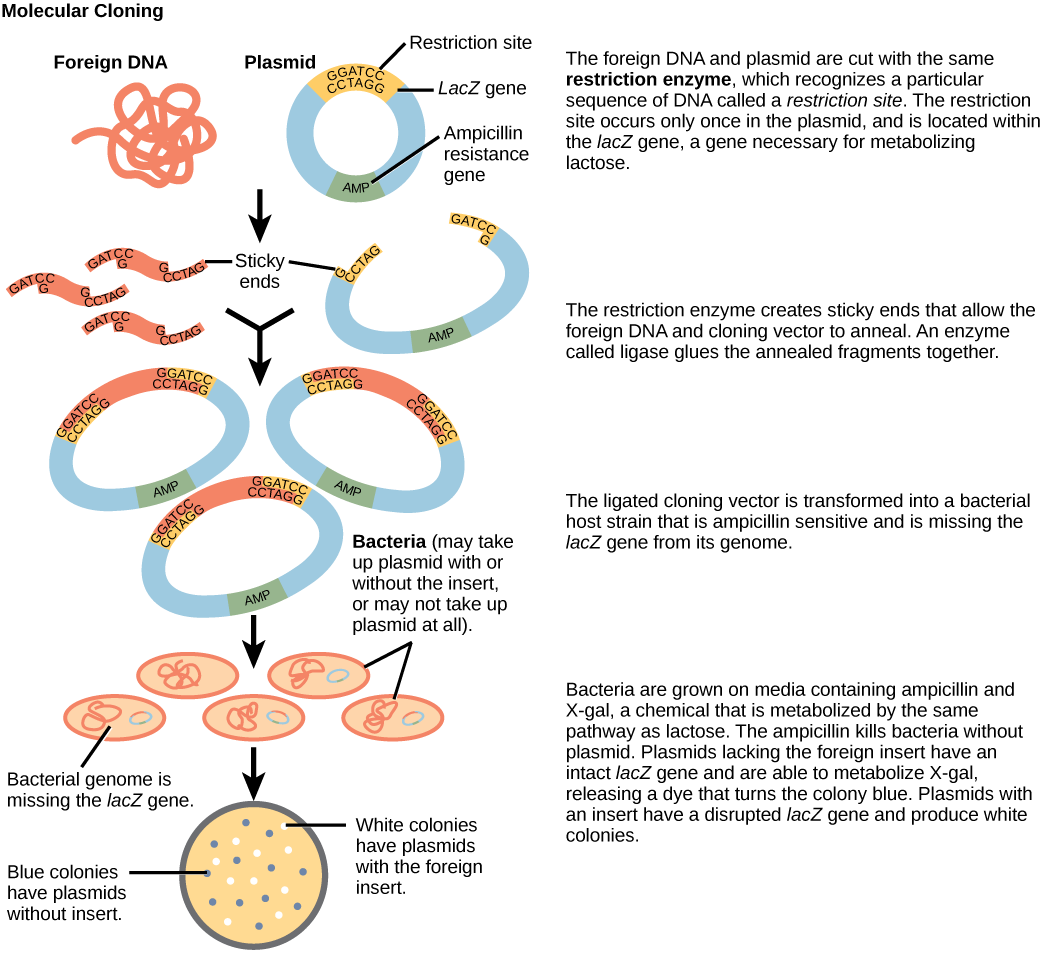 Molecular Cloning
Foreign DNA
Plasmid
Restriction site
GGATCC
CCTAGG
LacZ gene
Ampicillin
resistance
gene
AMP
The foreign DNA and plasmid are cut with the same
restriction enzyme, which recognizes a particular
sequence of DNA called a restriction site. The restriction
site occurs only once in the plasmid, and is located within
the lacZ gene, a gene necessary for metabolizing
lactose.
GATCC
G
G
CCTAG
GATCC
G
G
CCTAG
GATCC
G
G
CCTAG
Sticky
ends
G
CCTAG
GATCC
G
AMP
The restriction enzyme creates sticky ends that allow the
foreign DNA and cloning vector to anneal. An enzyme
called ligase glues the annealed fragments together.
GGATCC
CCTAGG
GGATCC
CCTAGG
AMP
GGATCC
CCTAGG
GGATCC
CCTAGG
AMP
GGATCC
CCTAGG
GGATCC
CCTAGG
AMP
The ligated cloning vector is transformed into a bacterial
host strain that is ampicillin sensitive and is missing the
lacZ gene from its genome.
Bacteria (may take
up plasmid with or
without the insert,
or may not take up
plasmid at all).
Bacterial genome is
missing the lacZ gene.
Bacteria are grown on media containing ampicillin and
X-gal, a chemical that is metabolized by the same
pathway as lactose. The ampicillin kills bacteria without
plasmid. Plasmids lacking the foreign insert have an
intact lacZ gene and are able to metabolize X-gal,
releasing a dye that turns the colony blue. Plasmids with
an insert have a disrupted lacZ gene and produce white
colonies.
White colonies
have plasmids
with the foreign
insert.
Blue colonies
have plasmids
without insert.